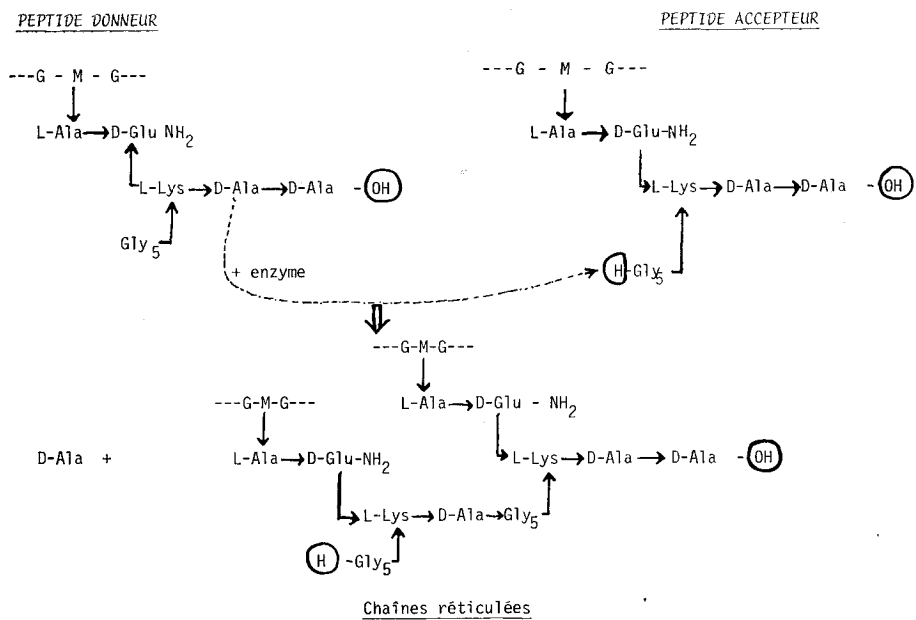 PEPTIDE DONNEUR
PEPTIDE ACCEPTEUR
---G - M - G---
---G - M - G---
L-Ala→D-Glu NH2
L-Ala→D-Glu-NH2
L-Lys→D-Ala→D-Ala -OH
L-Lys→D-Ala→D-Ala -OH
Gly5
+ enzyme
H-Gly5
---G-M-G---
---G-M-G---
L-Ala→D-Glu - NH2
D-Ala +
L-Ala→D-Glu-NH2
L-Lys→D-Ala→D-Ala -OH
L-Lys→D-Ala→Gly5
H -Gly5
Chaînes réticulées